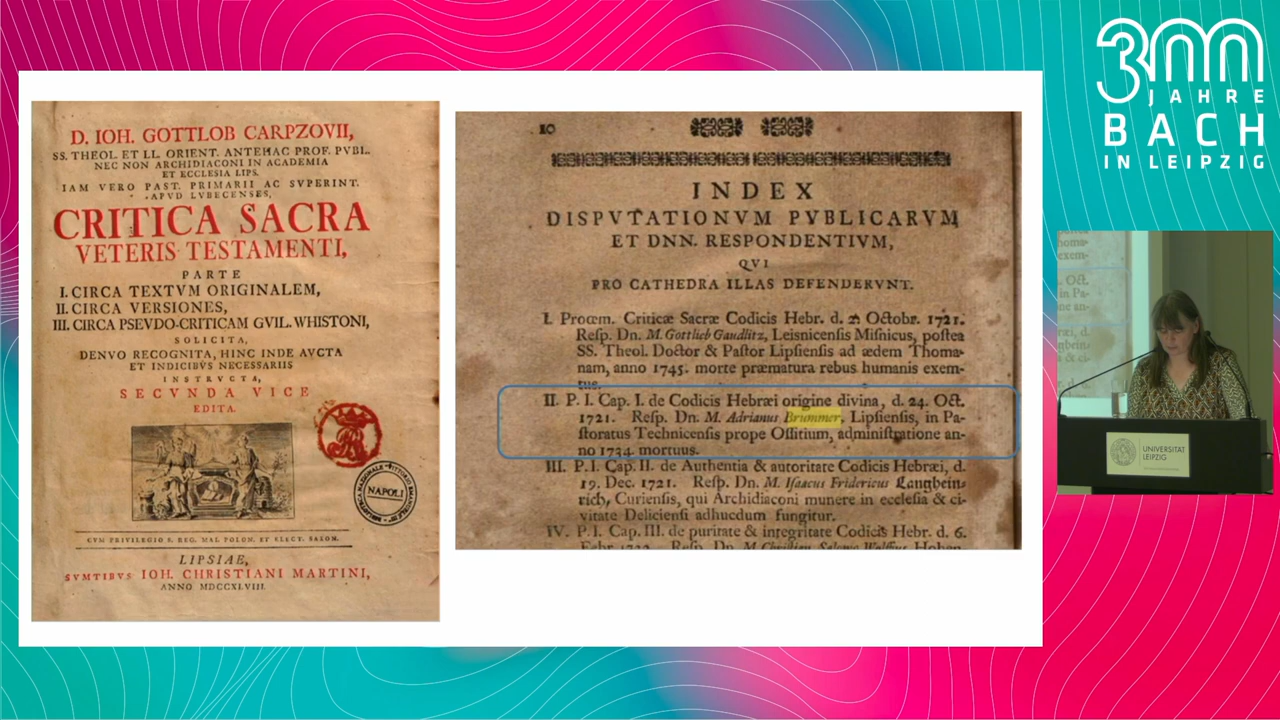 D. IOH. GOTTLOB CARPZOVII,
SS. THEOL. ET LL. ORIENT. ANTEHAC PROF. PVBL.
NEC NON ARCHIDIACONI IN ACADEMIA
ET ECCLESIA LIPS.
IAM VERO PAST. PRIMARII AC SVPERINT.
APVD LVBECENSES,
CRITICA SACRA
VETERIS TESTAMENTI,
PARTE
I. CIRCA TEXTVM ORIGINALEM,
II. CIRCA VERSIONES,
III. CIRCA PSEVDO-CRITICAM GVIL. WHISTONI,
SOLICITA,
DENVO RECOGNITA, HINC INDE AVCTA
ET INDICIBVS NECESSARIIS
INSTRVCTA,
SECVNDA VICE
EDITA.
NAPOLI
CVM PRIVILEGIO S. REG. MAI. POLON. ET ELECT. SAXON.
LIPSIAE,
SVMTIBVS IOH. CHRISTIANI MARTINI,
ANNO MDCCXLVIII.
10
INDEX
DISPVTATIONVM PVBLICARVM
ET DNN. RESPONDENTIVM,
QVI
PRO CATHEDRA ILLAS DEFENDERVNT.
I. Proœm. Criticæ Sacræ Codicis Hebr. d. Octobr. 1721.
Resp. Dn. M. Gottlieb Gaudlitz, Leisnicensis Misnicus, postea
SS. Theol. Doctor & Pastor Lipsiensis ad ædem Thoma-
nam, anno 1745. morte præmatura rebus humanis exem-
tus.
II. P. I. Cap. I. de Codicis Hebræi origine divina, d. 24. Oct.
1721. Resp. Dn. M. Adrianus Brummer, Lipsiensis, in Pa-
storatus Technicensis prope Ossitium, administratione an-
no 1734. mortuus.
III. P. I. Cap. II. de Authentia & autoritate Codicis Hebræi, d.
19. Dec. 1721. Resp. Dn. M. Isaacus Fridericus Langbein-
rich, Curiensis, qui Archidiaconi munere in ecclesia & ci-
vitate Deliciensi adhucdum fungitur.
IV. P. I. Cap. III. de puritate & integritate Codicis Hebr. d. 6.
Febr. Resp. Dn. M. Christian
300
JAHRE
BACH
IN LEIPZIG
UNIVERSITÄT
LEIPZIG